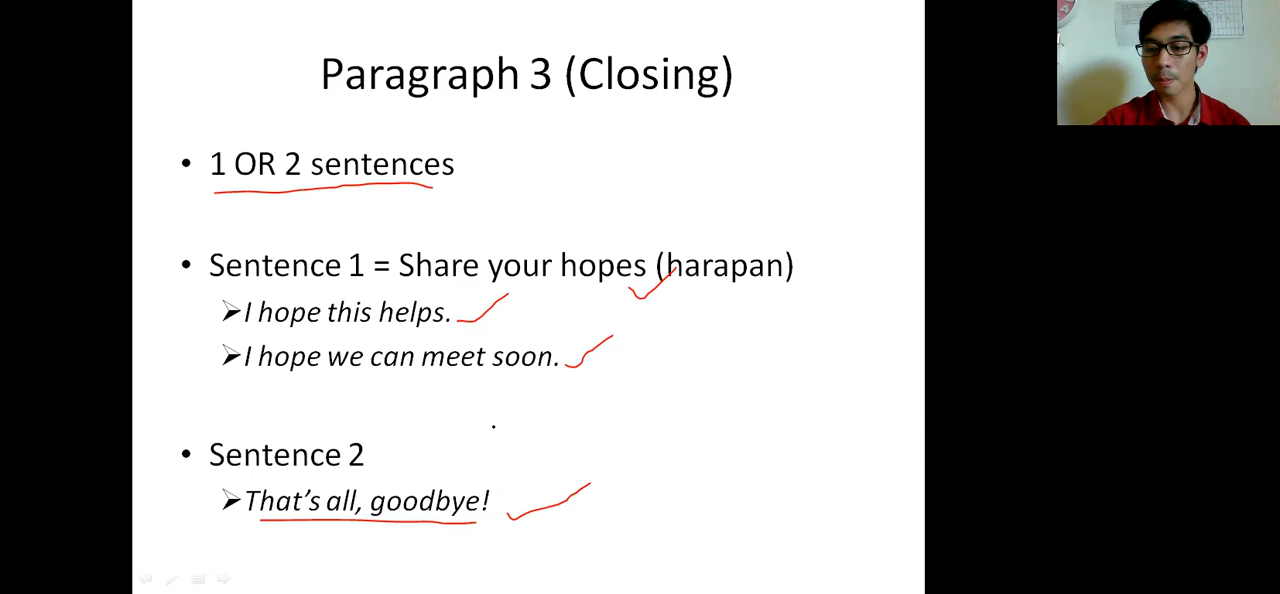 Paragraph 3 (Closing)
• 1 OR 2 sentences
• Sentence 1 = Share your hopes (harapan)
➢I hope this helps.
➢I hope we can meet soon.
• Sentence 2
➢That's all, goodbye!